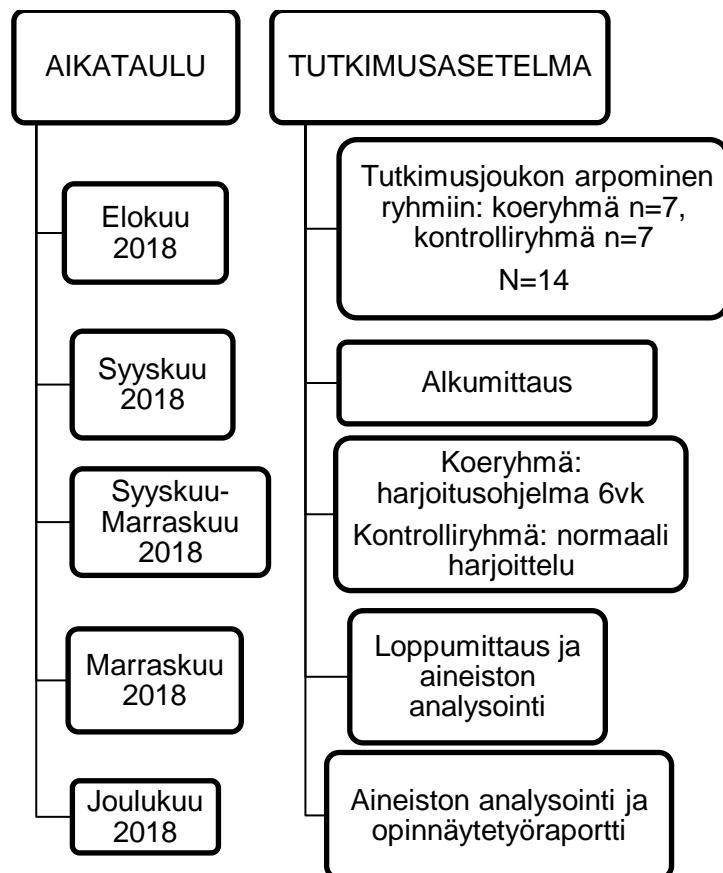 AIKATAULU
TUTKIMUSASETELMA
Elokuu
2018
Tutkimusjoukon arpominen
ryhmiin: koeryhmä n=7,
kontrolliryhmä n=7
N=14
Syyskuu
2018
Alkumittaus
Syyskuu-
Marraskuu
2018
Koeryhmä:
harjoitusohjelma 6vk
Kontrolliryhmä: normaali
harjoittelu
Marraskuu
2018
Loppumittaus ja
aineiston
analysointi
Joulukuu
2018
Aineiston analysointi ja
opinnäytetyöraportti